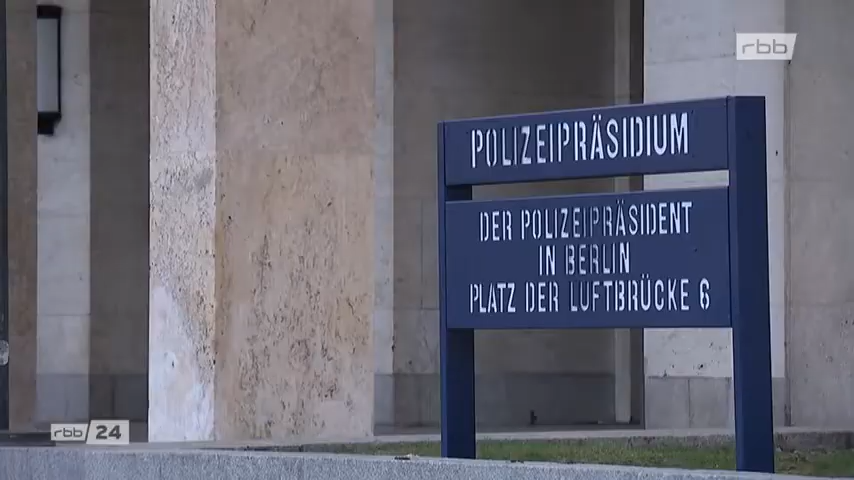 rbb
POLIZEIPRÄSIDIUM
DER POLIZEIPRÄSIDENT
IN BERLIN
PLATZ DER LUFTBRÜCKE 6
rbb 24